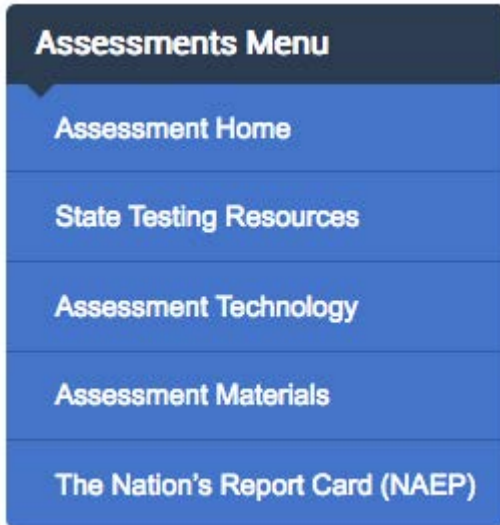 Assessments Menu
Assessment Home
State Testing Resources
Assessment Technology
Assessment Materials
The Nation's Report Card (NAEP)